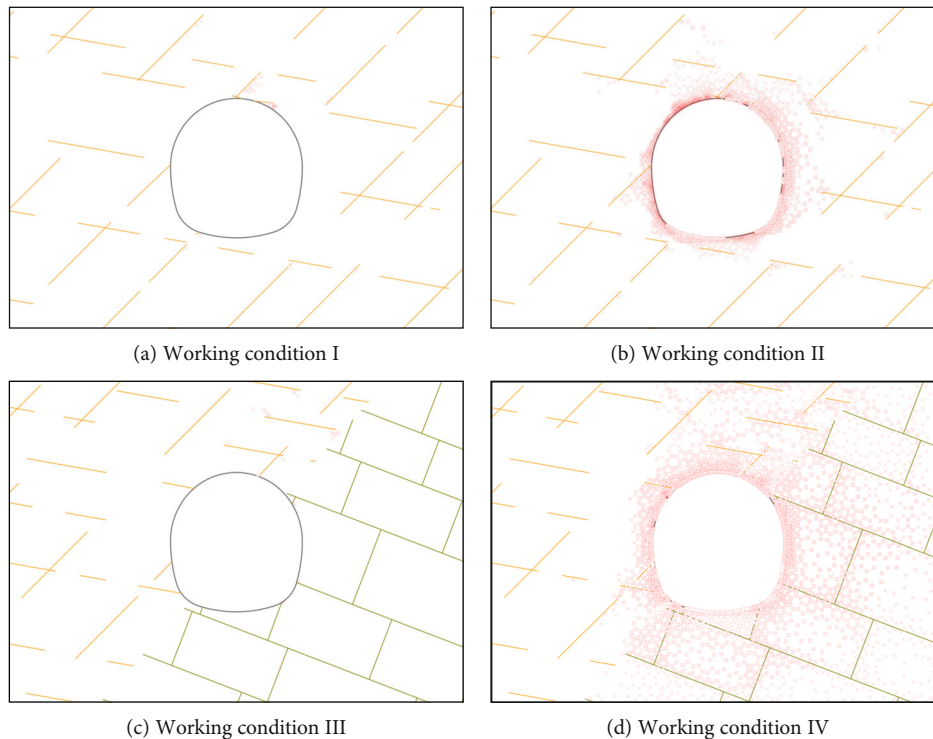 (a) Working condition I
(b) Working condition II
(c) Working condition III
(d) Working condition IV